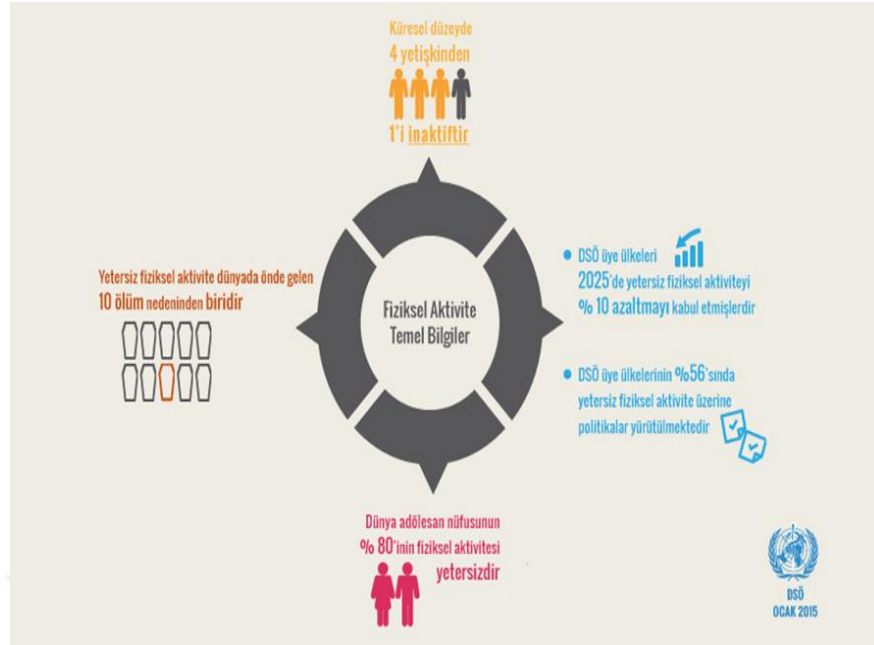 Küresel düzeyde
4 yetişkinden
1'i inaktiftir
Yetersiz fiziksel aktivite dünyada önde gelen
10 ölüm nedeninden biridir
Fiziksel Aktivite
Temel Bilgiler
• DSÖ üye ülkeleri
2025'de yetersiz fiziksel aktiviteyi
% 10 azaltmayı kabul etmişlerdir
• DSÖ üye ülkelerinin %56'sında
yetersiz fiziksel aktivite üzerine
politikalar yürütülmektedir
Dünya adölesan nüfusunun
% 80'inin fiziksel aktivitesi
yetersizdir
DSÖ
OCAK 2015